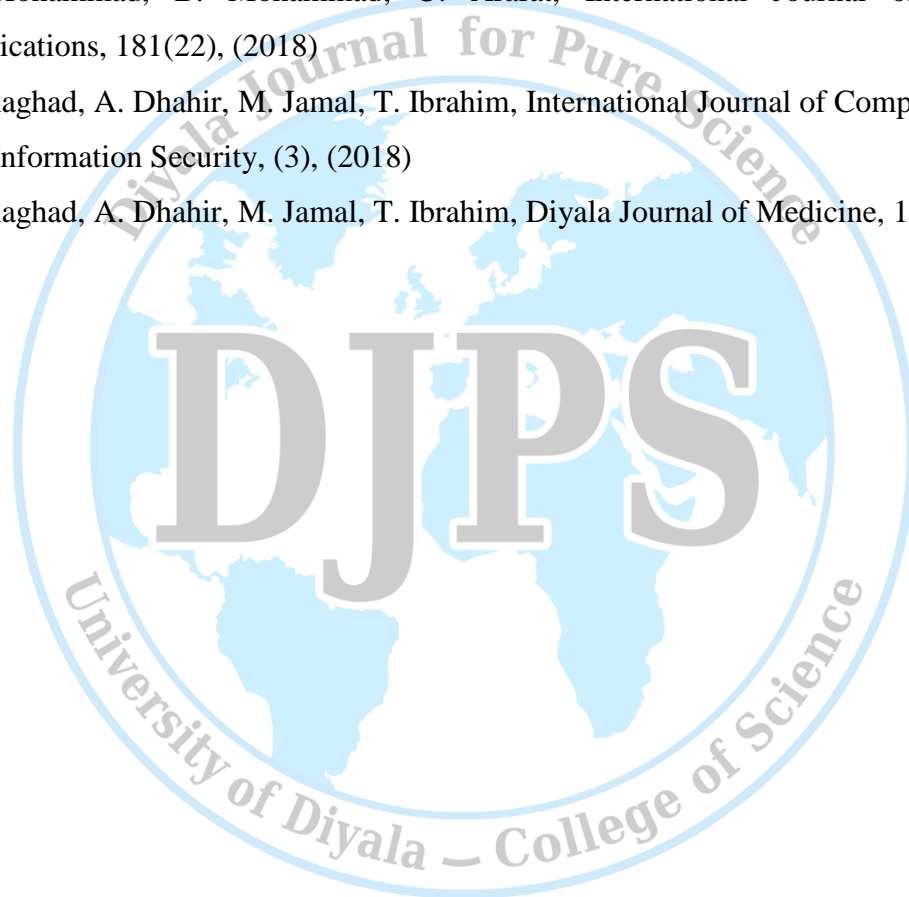 ications, 181(22), (2018)
aghad, A. Dhahir, M. Jamal, T. Ibrahim, International Journal of Comp
Information Security, (3), (2018)
aghad, A. Dhahir, M. Jamal, T. Ibrahim, Diyala Journal of Medicine, 1
Diyala Journal for Pure Science
DJPS
University of Diyala – College of Science